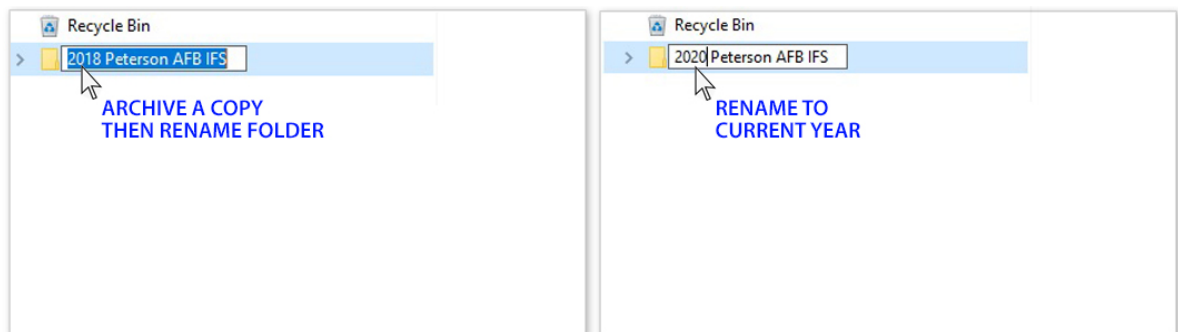 Recycle Bin
2018 Peterson AFB IFS
ARCHIVE A COPY
THEN RENAME FOLDER
Recycle Bin
2020 Peterson AFB IFS
RENAME TO
CURRENT YEAR